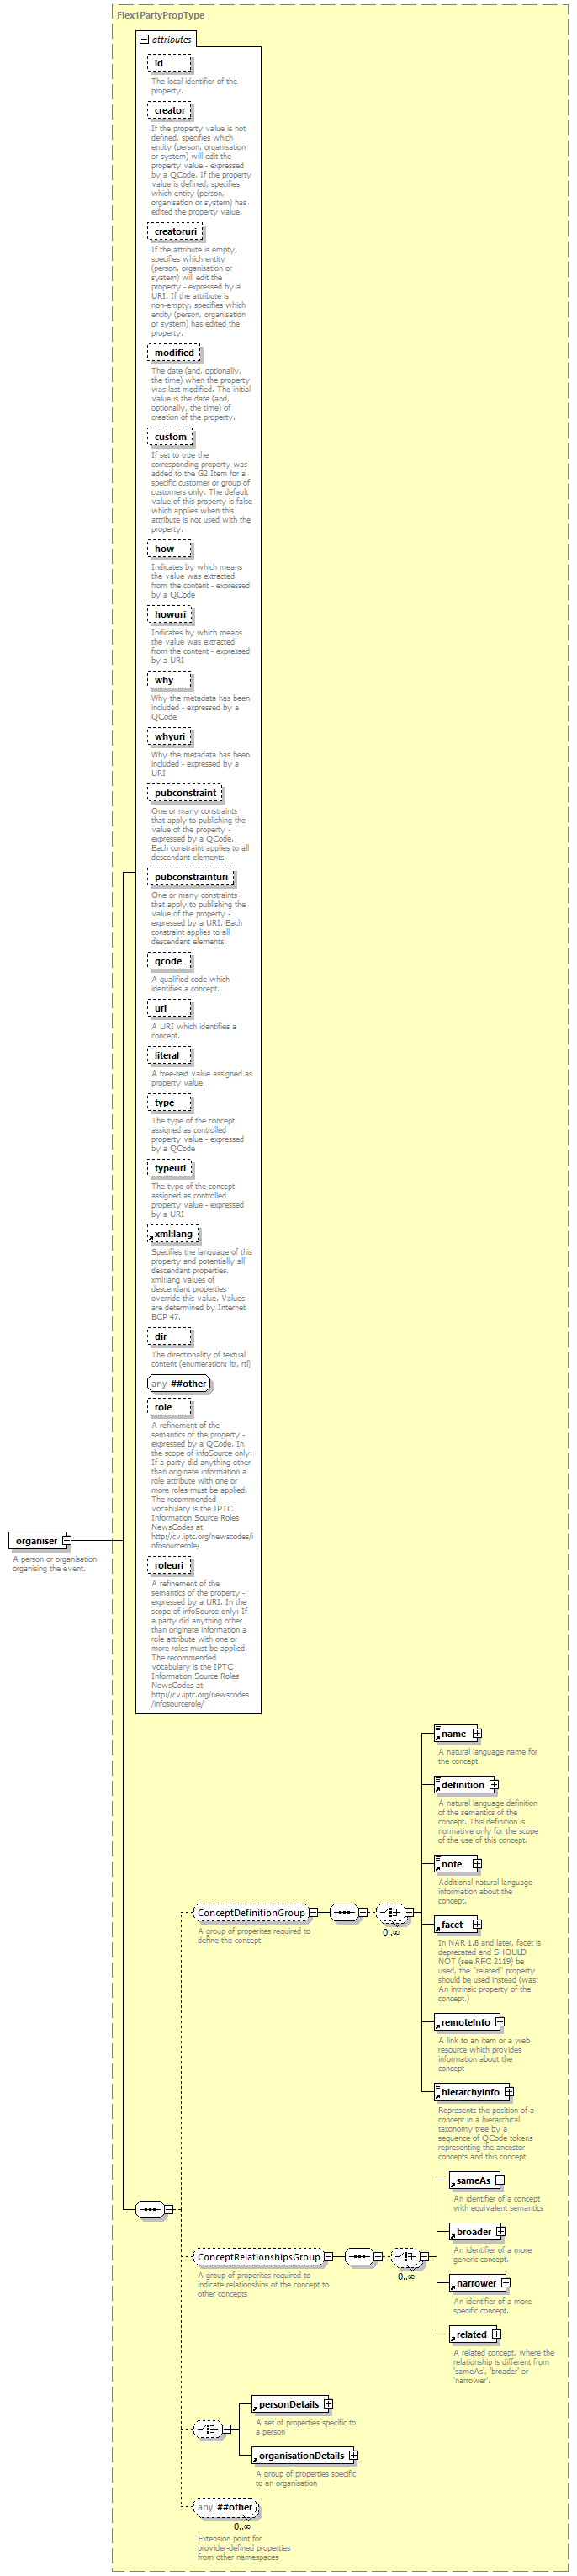 Flex1PartyPropType
attributes
id
The local identifier of the
property.
creator
If the property value is not
defined, specifies which
entity (person, organisation
or system) will edit the
property value - expressed
by a QCode. If the property
value is defined, specifies
which entity (person,
organisation or system) has
edited the property value.
creatoruri
If the attribute is empty,
specifies which entity
(person, organisation or
system) will edit the
property - expressed by a
URI. If the attribute is
non-empty, specifies which
entity (person, organisation
or system) has edited the
property.
modified
The date (and, optionally,
the time) when the property
was last modified. The initial
value is the date (and,
optionally, the time) of
creation of the property.
custom
If set to true the
corresponding property was
added to the G2 Item for a
specific customer or group of
customers only. The default
value of this property is false
which applies when this
attribute is not used with the
property.
how
Indicates by which means
the value was extracted
from the content - expressed
by a QCode
howuri
Indicates by which means
the value was extracted
from the content - expressed
by a URI
why
Why the metadata has been
included - expressed by a
QCode
whyuri
Why the metadata has been
included - expressed by a
URI
pubconstraint
One or many constraints
that apply to publishing the
value of the property -
expressed by a QCode.
Each constraint applies to all
descendant elements.
pubconstrainturi
One or many constraints
that apply to publishing the
value of the property -
expressed by a URI. Each
constraint applies to all
descendant elements.
qcode
A qualified code which
identifies a concept.
uri
A URI which identifies a
concept.
literal
A free-text value assigned as
property value.
type
The type of the concept
assigned as controlled
property value - expressed
by a QCode
typeuri
The type of the concept
assigned as controlled
property value - expressed
by a URI
xml:lang
Specifies the language of this
property and potentially all
descendant properties.
xml:lang values of
descendant properties
override this value. Values
are determined by Internet
BCP 47.
dir
The directionality of textual
content (enumeration: ltr, rtl)
any ##other
role
A refinement of the
semantics of the property -
expressed by a QCode. In
the scope of infoSource only:
If a party did anything other
than originate information a
role attribute with one or
more roles must be applied.
The recommended
vocabulary is the IPTC
Information Source Roles
NewsCodes at
http://cv.iptc.org/newscodes/i
nfosourcerole/
roleuri
A refinement of the
semantics of the property -
expressed by a URI. In the
scope of infoSource only: If
a party did anything other
than originate information a
role attribute with one or
more roles must be applied.
The recommended
vocabulary is the IPTC
Information Source Roles
NewsCodes at
http://cv.iptc.org/newscodes
/infosourcerole/
organiser
A person or organisation
organising the event.
name
A natural language name for
the concept.
definition
A natural language definition
of the semantics of the
concept. This definition is
normative only for the scope
of the use of this concept.
note
Additional natural language
information about the
concept.
ConceptDefinitionGroup
0..∞
A group of properites required to
define the concept
facet
In NAR 1.8 and later, facet is
deprecated and SHOULD
NOT (see RFC 2119) be
used, the "related" property
should be used instead (was:
An intrinsic property of the
concept.)
remoteInfo
A link to an item or a web
resource which provides
information about the
concept
hierarchyInfo
Represents the position of a
concept in a hierarchical
taxonomy tree by a
sequence of QCode tokens
representing the ancestor
concepts and this concept
sameAs
An identifier of a concept
with equivalent semantics
broader
An identifier of a more
generic concept.
ConceptRelationshipsGroup
0..∞
A group of properites required to
indicate relationships of the concept to
other concepts
narrower
An identifier of a more
specific concept.
related
A related concept, where the
relationship is different from
'sameAs', 'broader' or
'narrower'.
personDetails
A set of properties specific to
a person
organisationDetails
A group of properties specific
to an organisation
any ##other
0..∞
Extension point for
provider-defined properties
from other namespaces